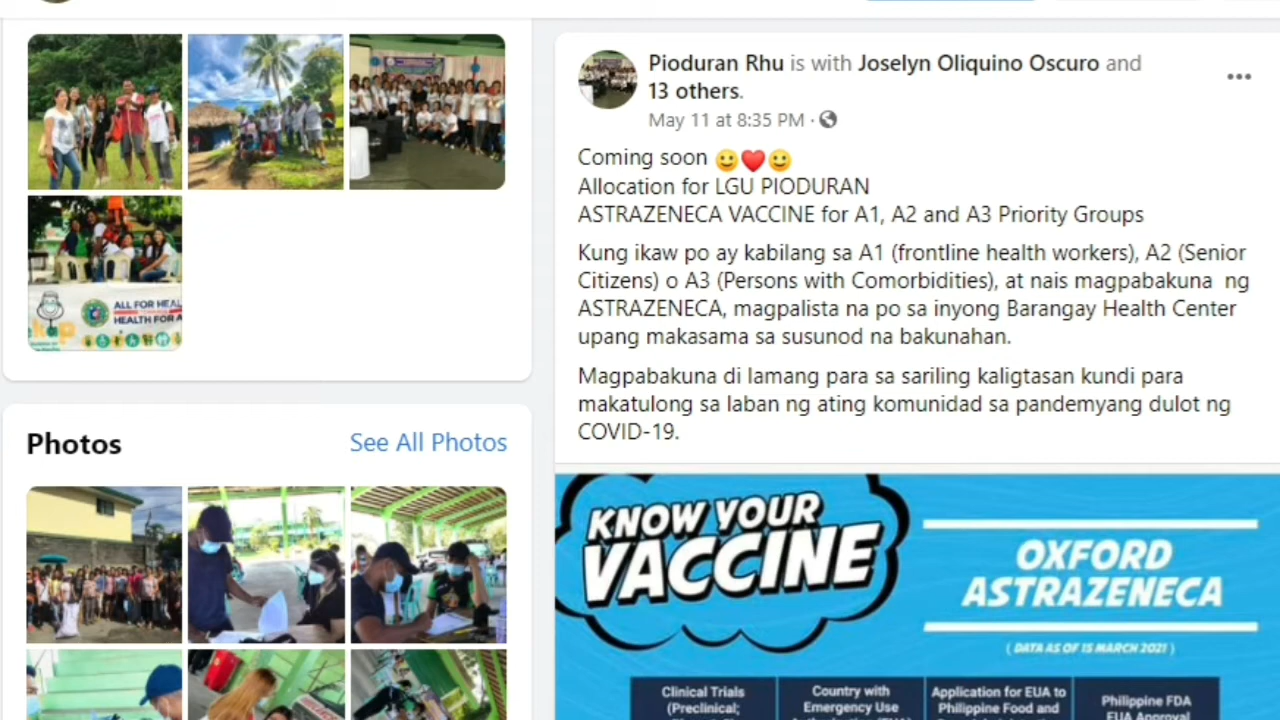 ALL FOR HEAL
HEALTH FOR A
kap
Photos
See All Photos
Pioduran Rhu is with Joselyn Oliquino Oscuro and
13 others.
May 11 at 8:35 PM ·
Coming soon 🙂❤️🙂
Allocation for LGU PIODURAN
ASTRAZENECA VACCINE for A1, A2 and A3 Priority Groups
Kung ikaw po ay kabilang sa A1 (frontline health workers), A2 (Senior
Citizens) o A3 (Persons with Comorbidities), at nais magpabakuna ng
ASTRAZENECA, magpalista na po sa inyong Barangay Health Center
upang makasama sa susunod na bakunahan.
Magpabakuna di lamang para sa sariling kaligtasan kundi para
makatulong sa laban ng ating komunidad sa pandemyang dulot ng
COVID-19.
KNOW YOUR
VACCINE
OXFORD
ASTRAZENECA
( DATA AS OF 15 MARCH 2021 )
Clinical Trials
(Preclinical;
Country with
Emergency Use
Application for EUA to
Philippine Food and
Philippine FDA
EUA Approval